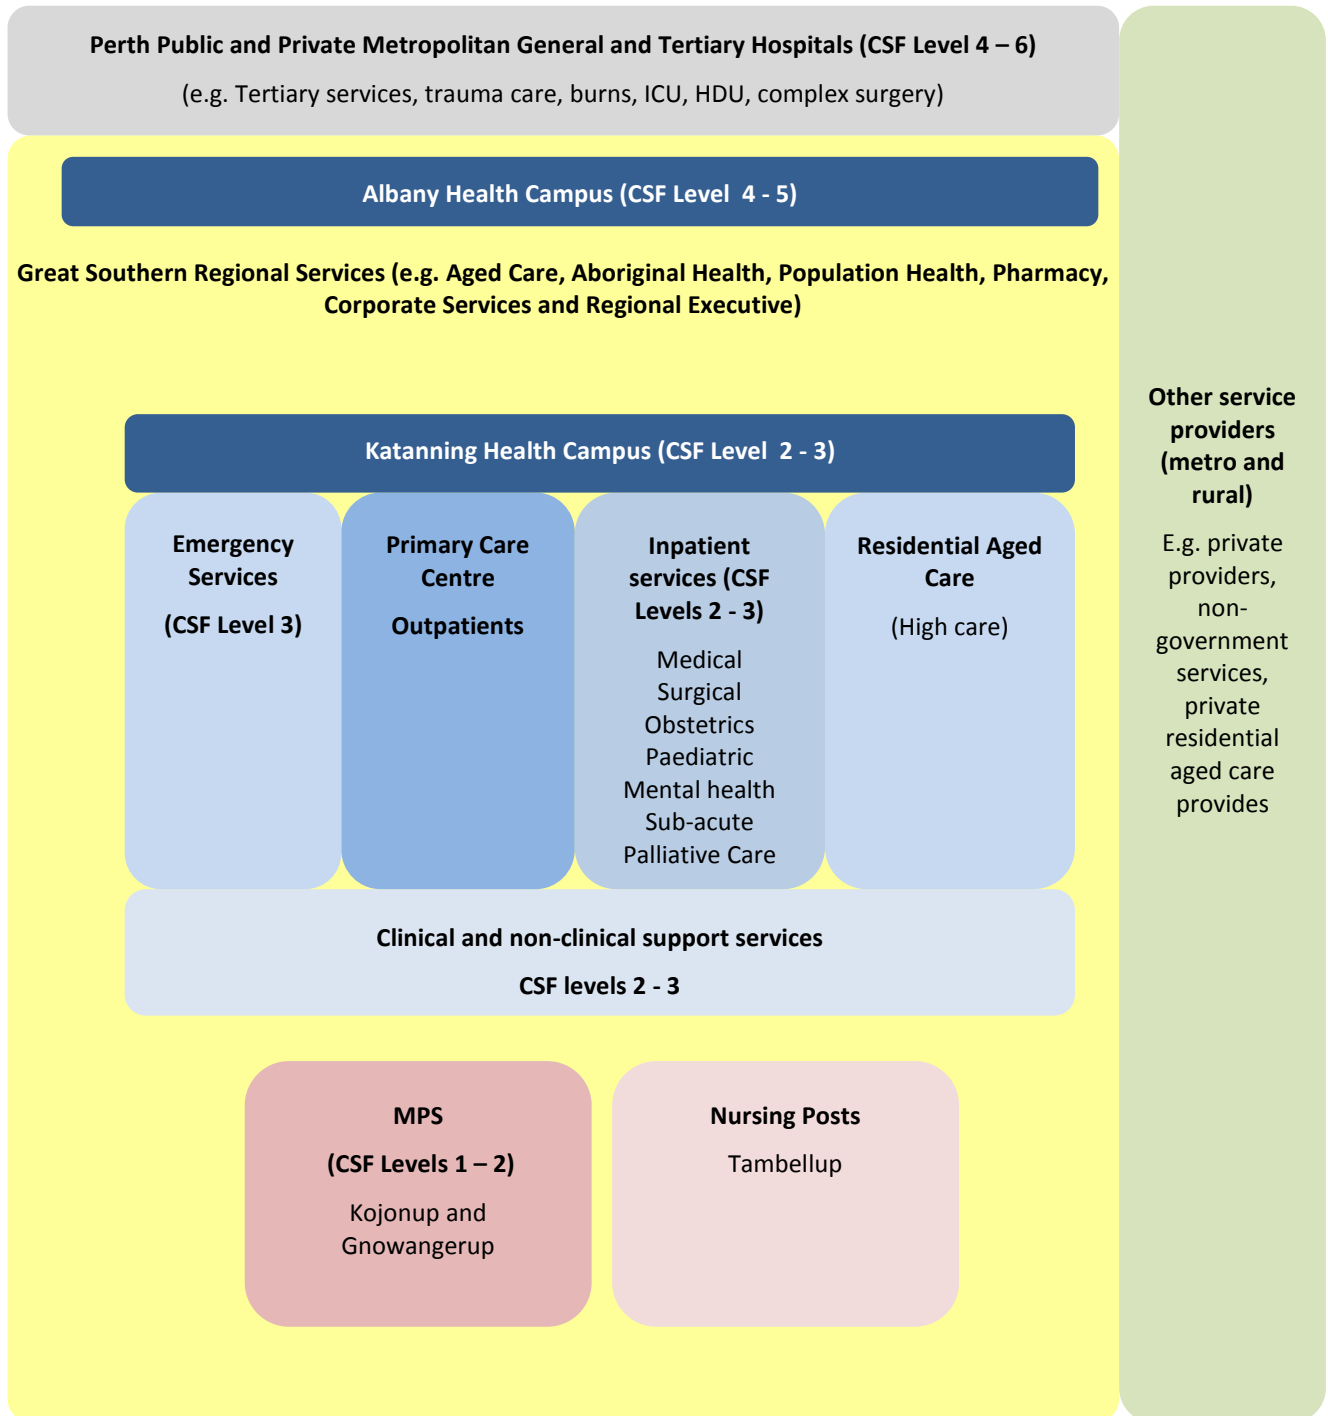 Perth Public and Private Metropolitan General and Tertiary Hospitals (CSF Level 4 – 6)
(e.g. Tertiary services, trauma care, burns, ICU, HDU, complex surgery)
Albany Health Campus (CSF Level  4 - 5)
Great Southern Regional Services (e.g. Aged Care, Aboriginal Health, Population Health, Pharmacy,
Corporate Services and Regional Executive)
Katanning Health Campus (CSF Level  2 - 3)
Emergency
Services
(CSF Level 3)
Primary Care
Centre
Outpatients
Inpatient
services (CSF
Levels 2 - 3)
Medical
Surgical
Obstetrics
Paediatric
Mental health
Sub-acute
Palliative Care
Residential Aged
Care
(High care)
Clinical and non-clinical support services
CSF levels 2 - 3
MPS
(CSF Levels 1 – 2)
Kojonup and
Gnowangerup
Nursing Posts
Tambellup
Other service
providers
(metro and
rural)
E.g. private
providers,
non-
government
services,
private
residential
aged care
provides